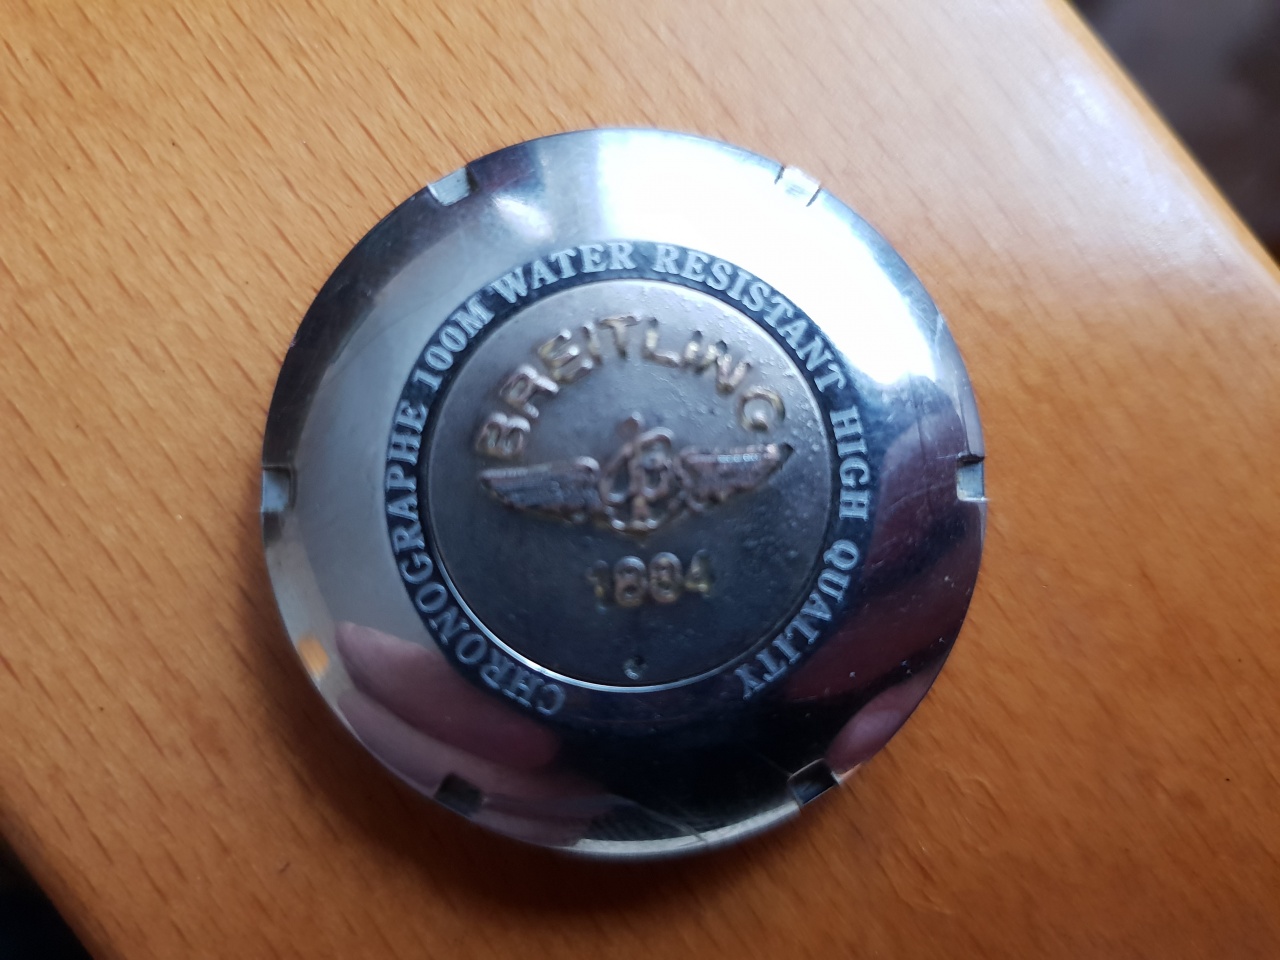 CHRONOGRAPHE 100M WATER RESISTANT HIGH QUALITY
BREITLING
1884